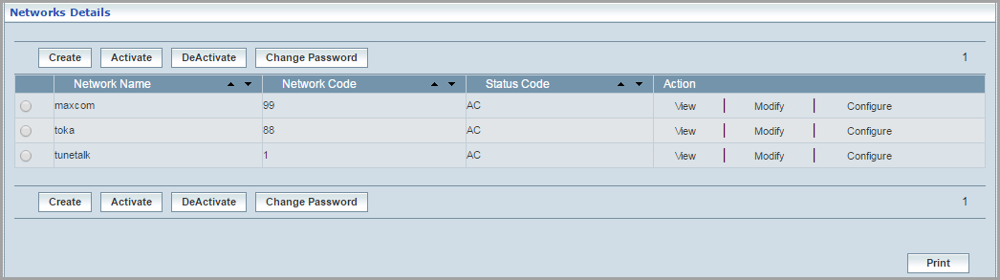 Networks Details
Create Activate DeActivate Change Password 1
Network Name Network Code Status Code Action
maxcom 99 AC View Modify Configure
toka 88 AC View Modify Configure
tunetalk 1 AC View Modify Configure
Create Activate DeActivate Change Password 1
Print